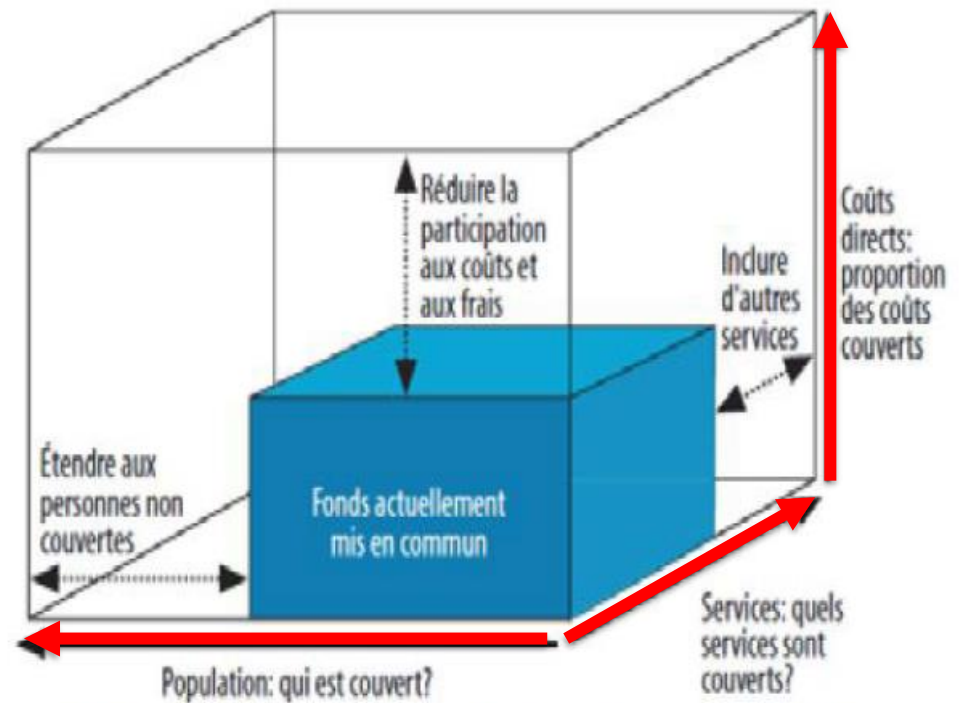 Réduire la
participation
aux coûts et
aux frais
Coûts
directs:
proportion
des coûts
couverts
Inclure
d'autres
services
Étendre aux
personnes non
couvertes
Fonds actuellement
mis en commun
Services: quels
services sont
couverts?
Population: qui est couvert?